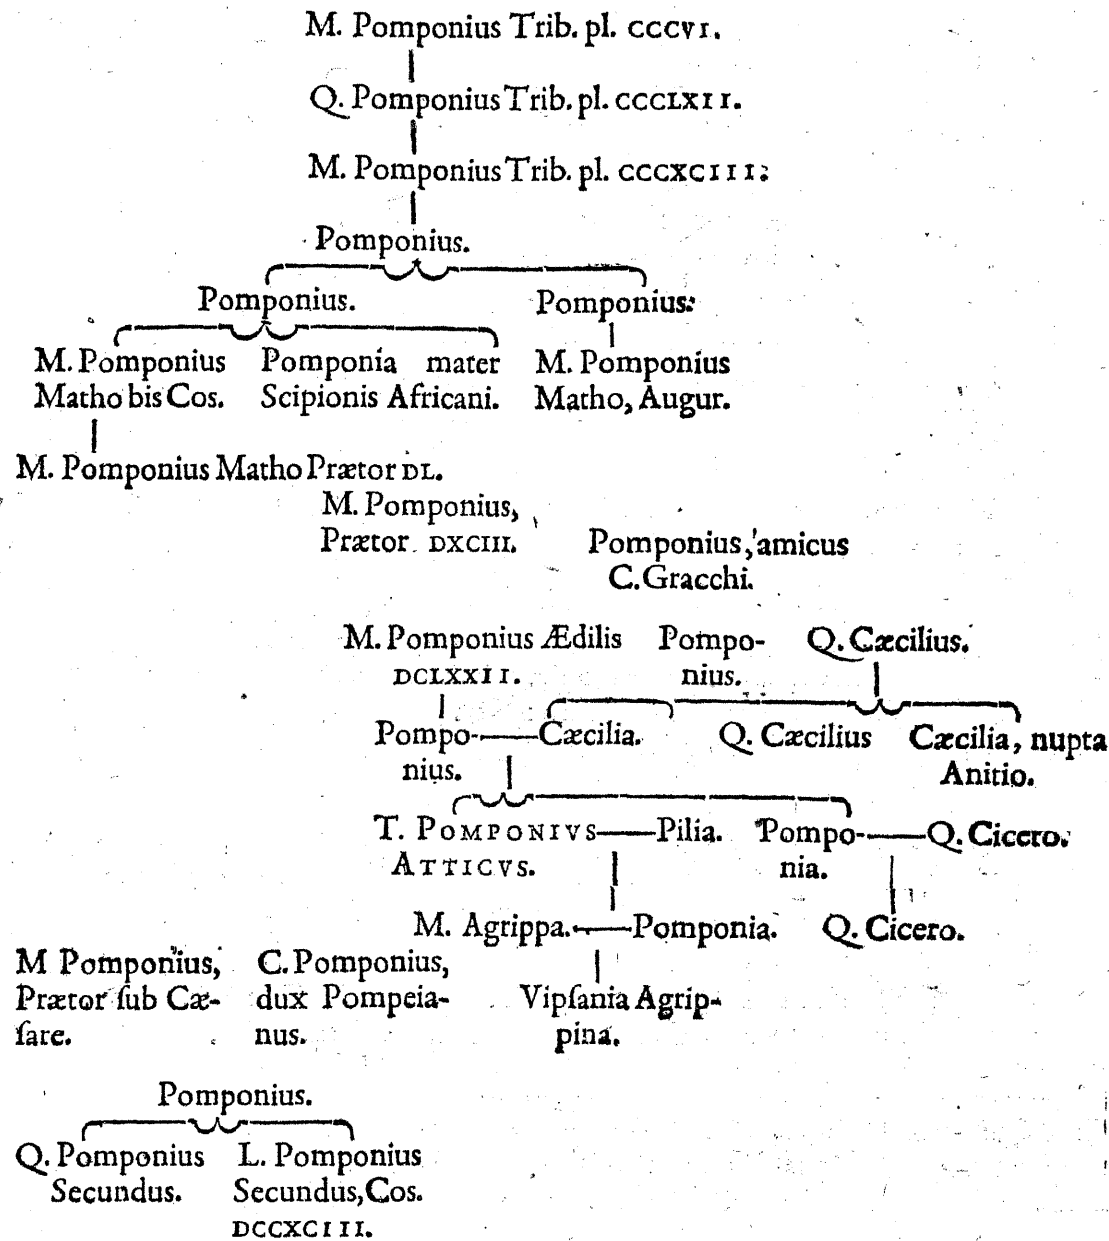 M. Pomponius Trib. pl. CCCVI.
Q. Pomponius Trib. pl. CCCLXII.
M. Pomponius Trib. pl. CCCXCIII.
Pomponius.
Pomponius. Pomponius.
M. Pomponius Pomponia mater M. Pomponius
Matho bis Cos. Scipionis Africani. Matho, Augur.
M. Pomponius Matho Prætor DL.
M. Pomponius,
Prætor DXCIII. Pomponius, amicus
C. Gracchi.
M. Pomponius Ædilis Pompo- Q. Cæcilius.
DCLXXII. nius.
Pompo- Cæcilia. Q. Cæcilius Cæcilia, nupta
nius. Anitio.
T. POMPONIVS Pilia. Pompo- Q. Cicero.
ATTICVS. nia.
M. Agrippa. Pomponia. Q. Cicero.
M Pomponius, C. Pomponius,
Prætor ſub Cæ- dux Pompeia- Vipſania Agrip-
ſare. nus. pina.
Pomponius.
Q. Pomponius L. Pomponius
Secundus. Secundus, Cos.
DCCXCIII.